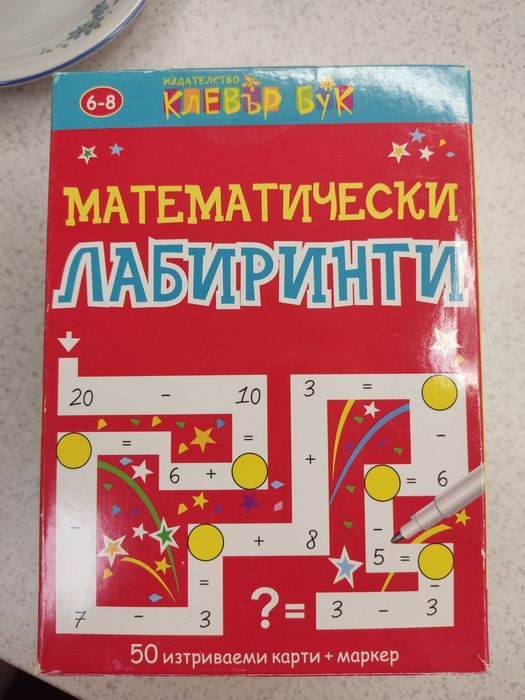 ИЗДАТЕЛСТВО
6-8 КЛЕВЪР БУК
МАТЕМАТИЧЕСКИ
ЛАБИРИНТИ
20 - 10 3 =
= = -
6 + + = 6
- -
+ 8 5 =
= -
7 - 3 ?= 3 - 3
50 изтриваеми карти + маркер